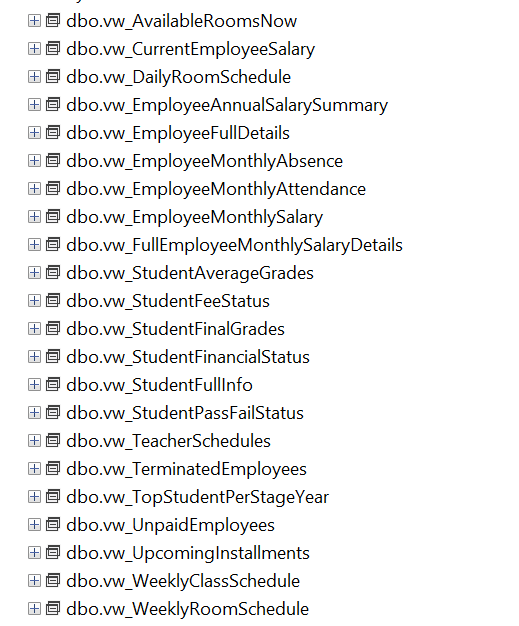 dbo.vw_AvailableRoomsNow
dbo.vw_CurrentEmployeeSalary
dbo.vw_DailyRoomSchedule
dbo.vw_EmployeeAnnualSalarySummary
dbo.vw_EmployeeFullDetails
dbo.vw_EmployeeMonthlyAbsence
dbo.vw_EmployeeMonthlyAttendance
dbo.vw_EmployeeMonthlySalary
dbo.vw_FullEmployeeMonthlySalaryDetails
dbo.vw_StudentAverageGrades
dbo.vw_StudentFeeStatus
dbo.vw_StudentFinalGrades
dbo.vw_StudentFinancialStatus
dbo.vw_StudentFullInfo
dbo.vw_StudentPassFailStatus
dbo.vw_TeacherSchedules
dbo.vw_TerminatedEmployees
dbo.vw_TopStudentPerStageYear
dbo.vw_UnpaidEmployees
dbo.vw_UpcomingInstallments
dbo.vw_WeeklyClassSchedule
dbo.vw_WeeklyRoomSchedule